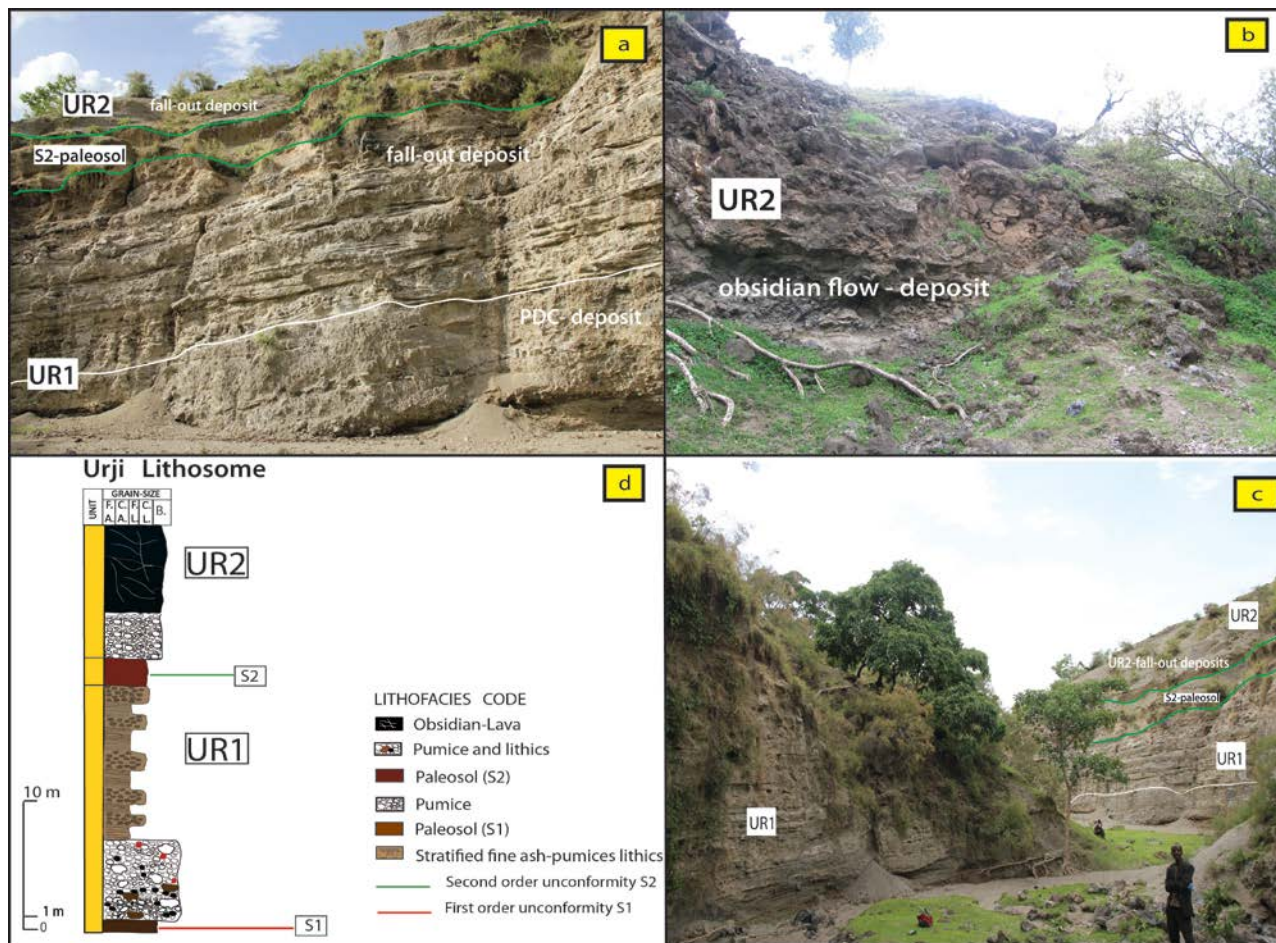 a
UR2
fall-out deposit
S2-paleosol
fall-out deposit
PDC- deposit
UR1
b
UR2
obsidian flow - deposit
Urji Lithosome
d
UNIT
GRAIN-SIZE
F. C. F. C. B.
A. A. L. L.
UR2
S2
UR1
10 m
1 m
0
S1
LITHOFACIES CODE
Obsidian-Lava
Pumice and lithics
Paleosol (S2)
Pumice
Paleosol (S1)
Stratified fine ash-pumices lithics
Second order unconformity S2
First order unconformity S1
c
UR2
UR2-fall-out deposits
S2-paleosol
UR1
UR1